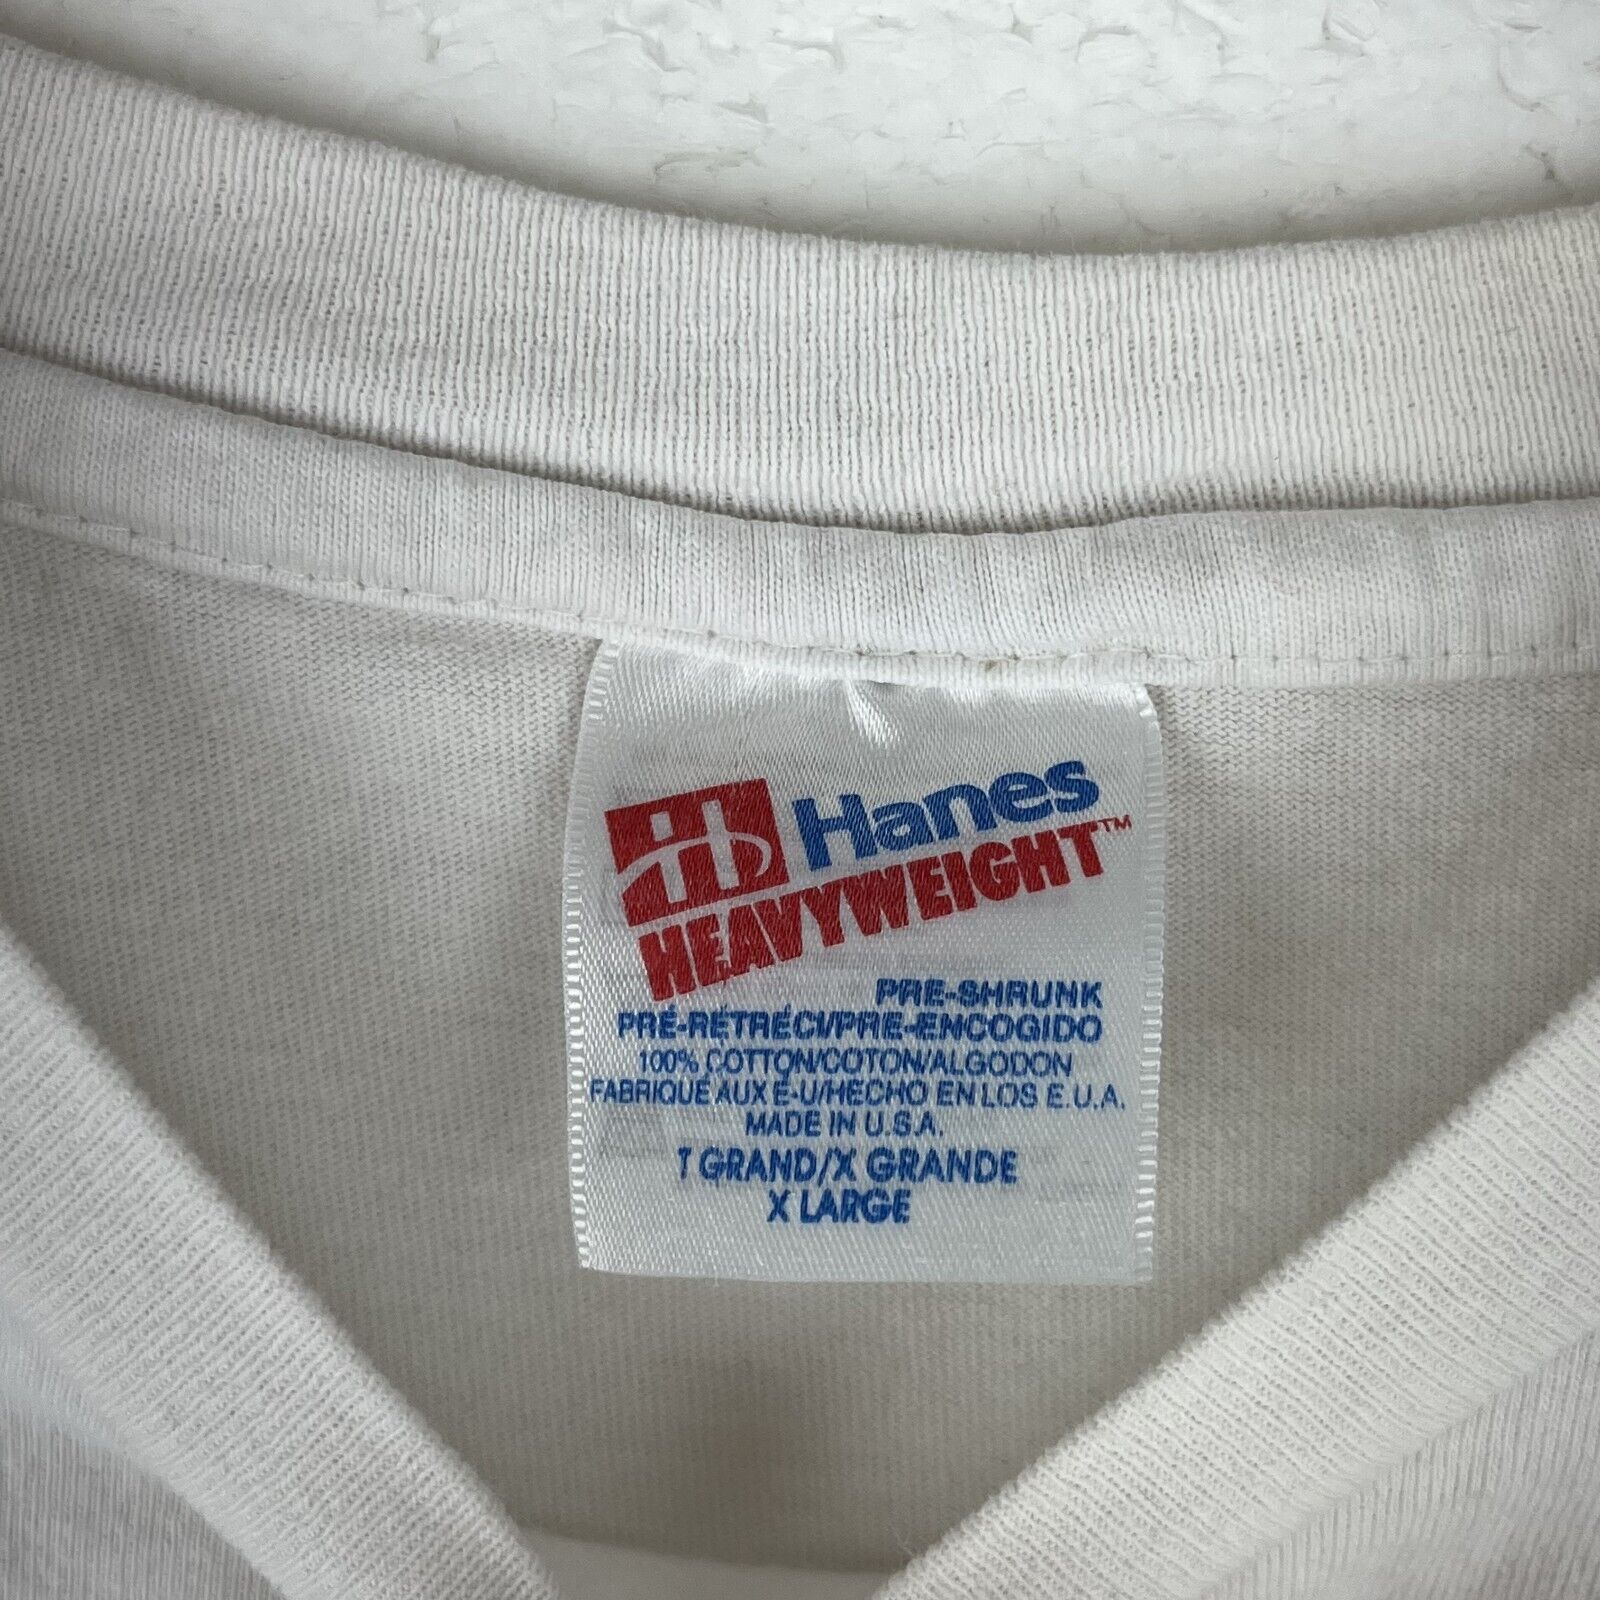 Hanes
HEAVYWEIGHT™
PRE-SHRUNK
PRÉ-RÉTRÉCI/PRE-ENCOGIDO
100% COTTON/COTON/ALGODON
FABRIQUÉ AUX E-U/HECHO EN LOS E.U.A.
MADE IN U.S.A.
T GRAND/X GRANDE
X LARGE